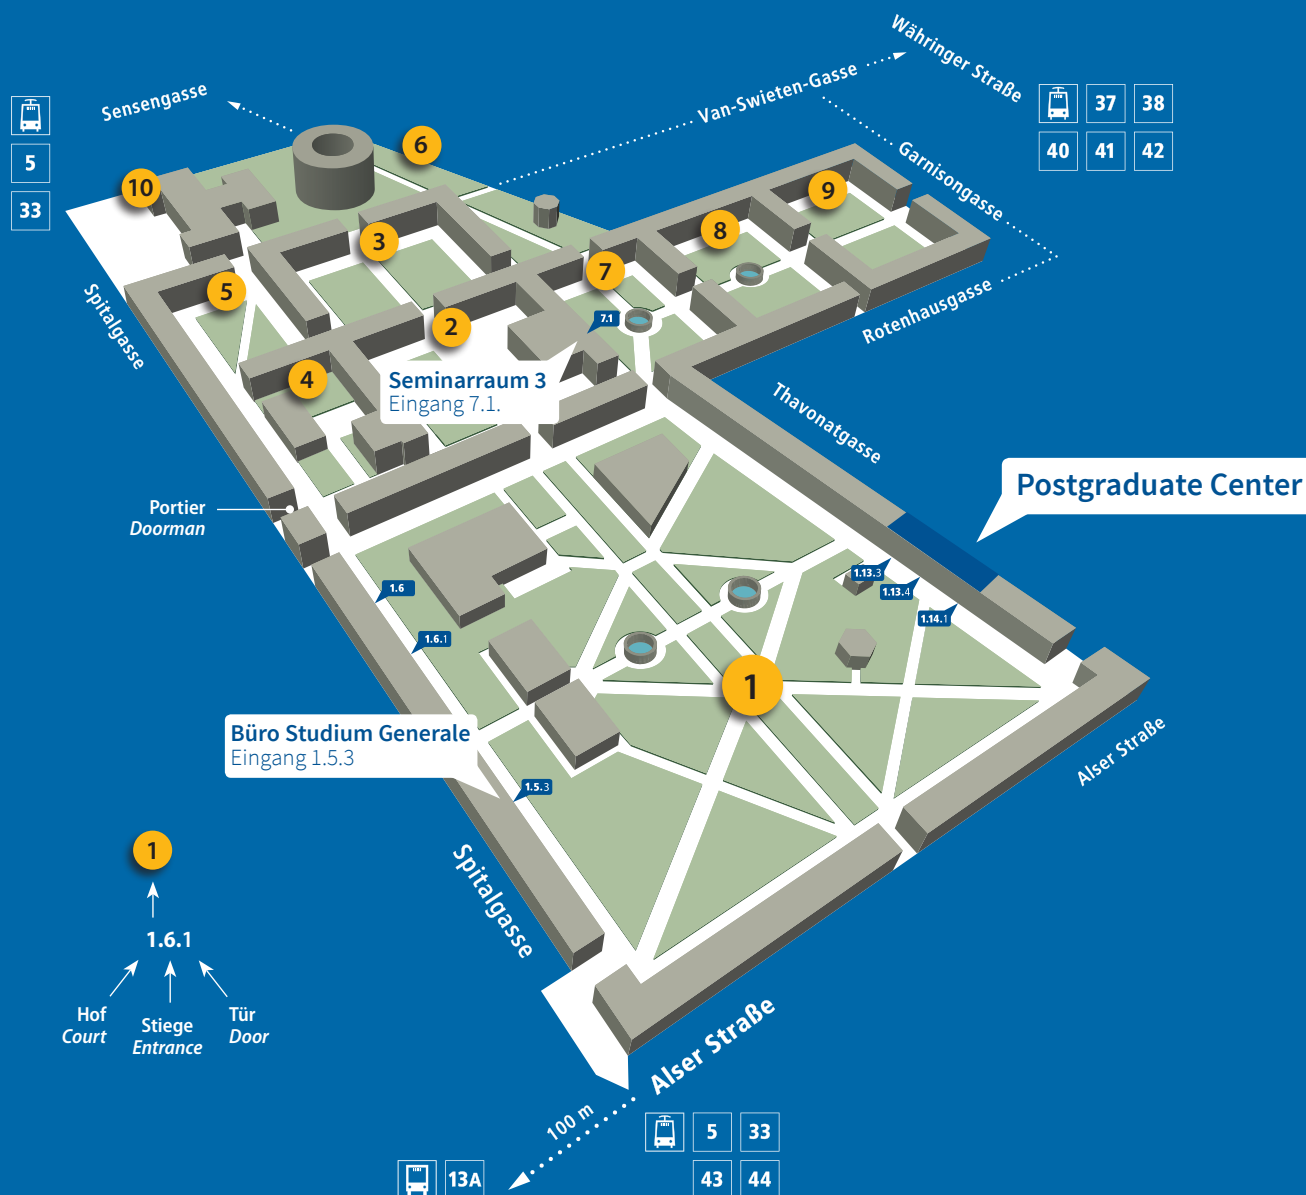 Währinger Straße
37 38
40 41 42
Van-Swieten-Gasse
Garnisongasse
Rotenhausgasse
Sensengasse
5
33
6
10
9
8
3
7
5
2
4
7.1
Spitalgasse
Seminarraum 3
Eingang 7.1.
Thavonatgasse
Postgraduate Center
Portier
Doorman
1.13.3
1.13.4
1.14.1
1.6
1.6.1
1
Büro Studium Generale
Eingang 1.5.3
1.5.3
Alser Straße
Spitalgasse
1
1.6.1
Hof
Court
Stiege
Entrance
Tür
Door
Alser Straße
100 m
5 33
43 44
13A